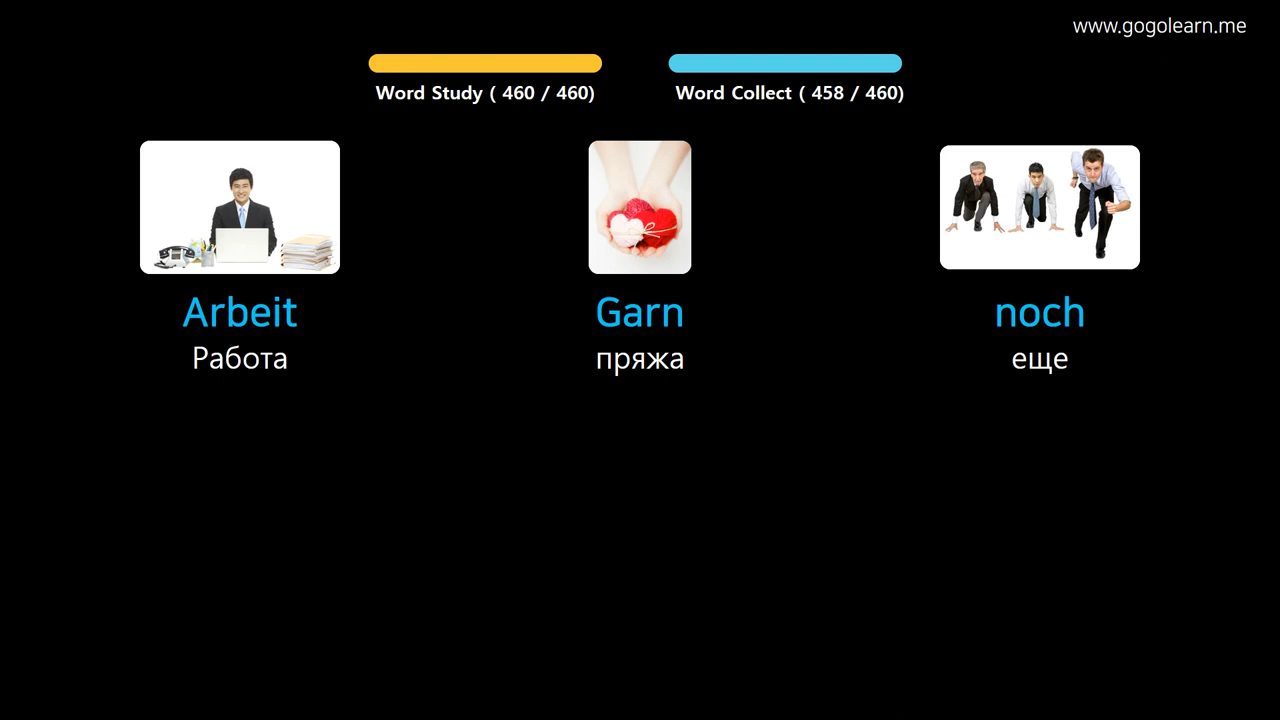 www.gogolearn.me
Word Study ( 460 / 460)
Word Collect ( 458 / 460)
Arbeit
Работа
Garn
пряжа
noch
еще